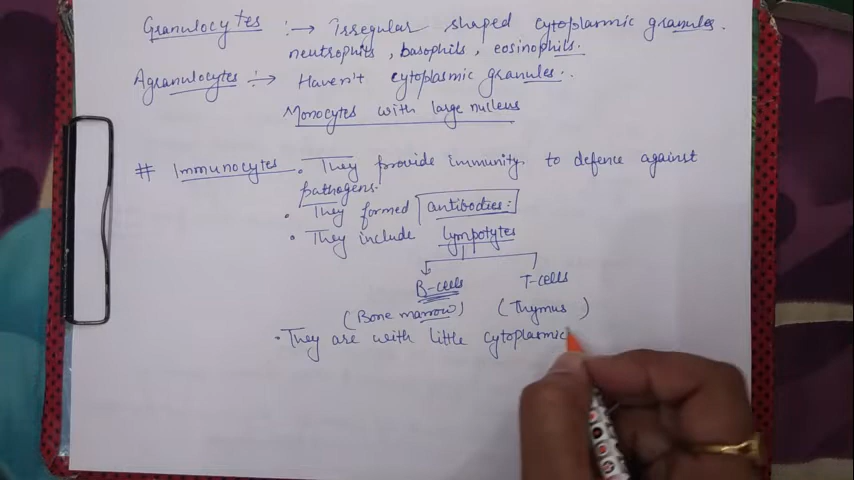 Granulocytes :→ irregular shaped cytoplasmic granules.
neutrophils, basophils, eosinophils.
Agranulocytes :→ Haven't cytoplasmic granules.
Monocytes with large nucleus
# Immunocytes . They provide immunity to defence against
pathogens.
. They formed antibodies:
. They include lympotytes
B-cells T-cells
(Bone marrow) (Thymus )
. They are with little cytoplasmic